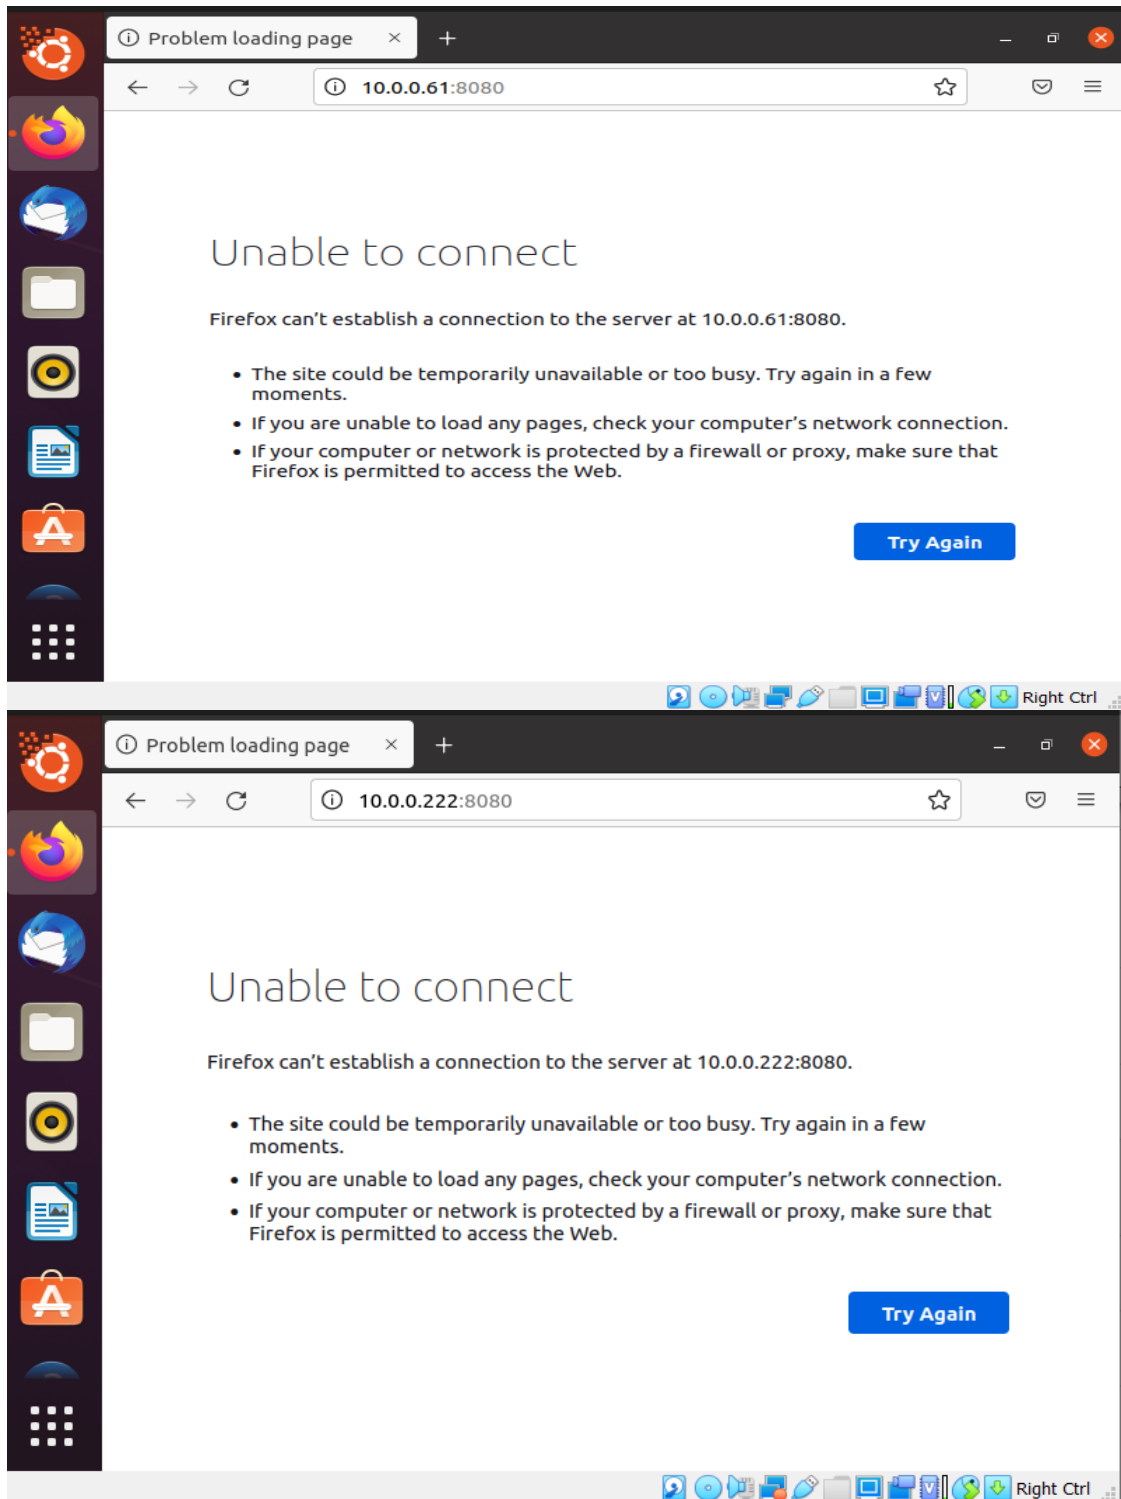 Problem loading page
10.0.0.61:8080
Unable to connect
Firefox can't establish a connection to the server at 10.0.0.61:8080.
• The site could be temporarily unavailable or too busy. Try again in a few
moments.
• If you are unable to load any pages, check your computer's network connection.
• If your computer or network is protected by a firewall or proxy, make sure that
Firefox is permitted to access the Web.
Try Again
Right Ctrl
Problem loading page
10.0.0.222:8080
Unable to connect
Firefox can't establish a connection to the server at 10.0.0.222:8080.
• The site could be temporarily unavailable or too busy. Try again in a few
moments.
• If you are unable to load any pages, check your computer's network connection.
• If your computer or network is protected by a firewall or proxy, make sure that
Firefox is permitted to access the Web.
Try Again
Right Ctrl